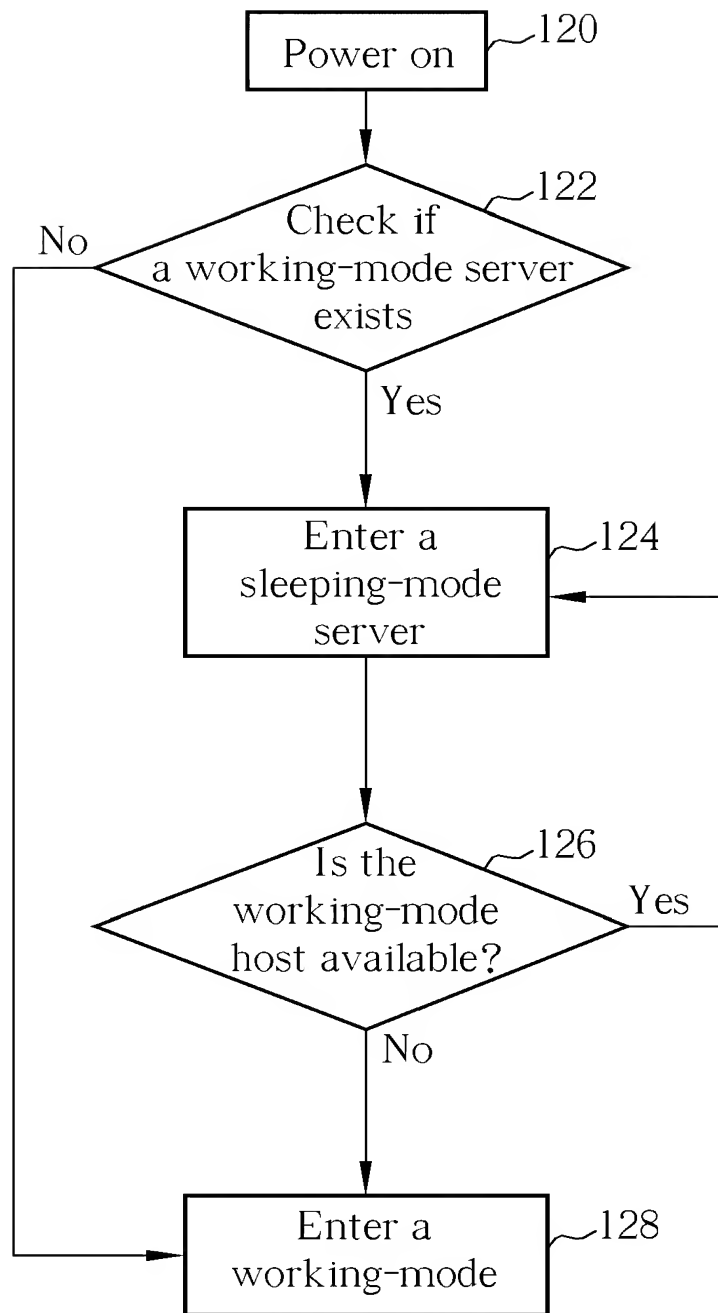 Power on
120
122
Check if
a working-mode server
exists
No
Yes
Enter a
sleeping-mode
server
124
126
Is the
working-mode
host available?
Yes
No
Enter a
working-mode
128